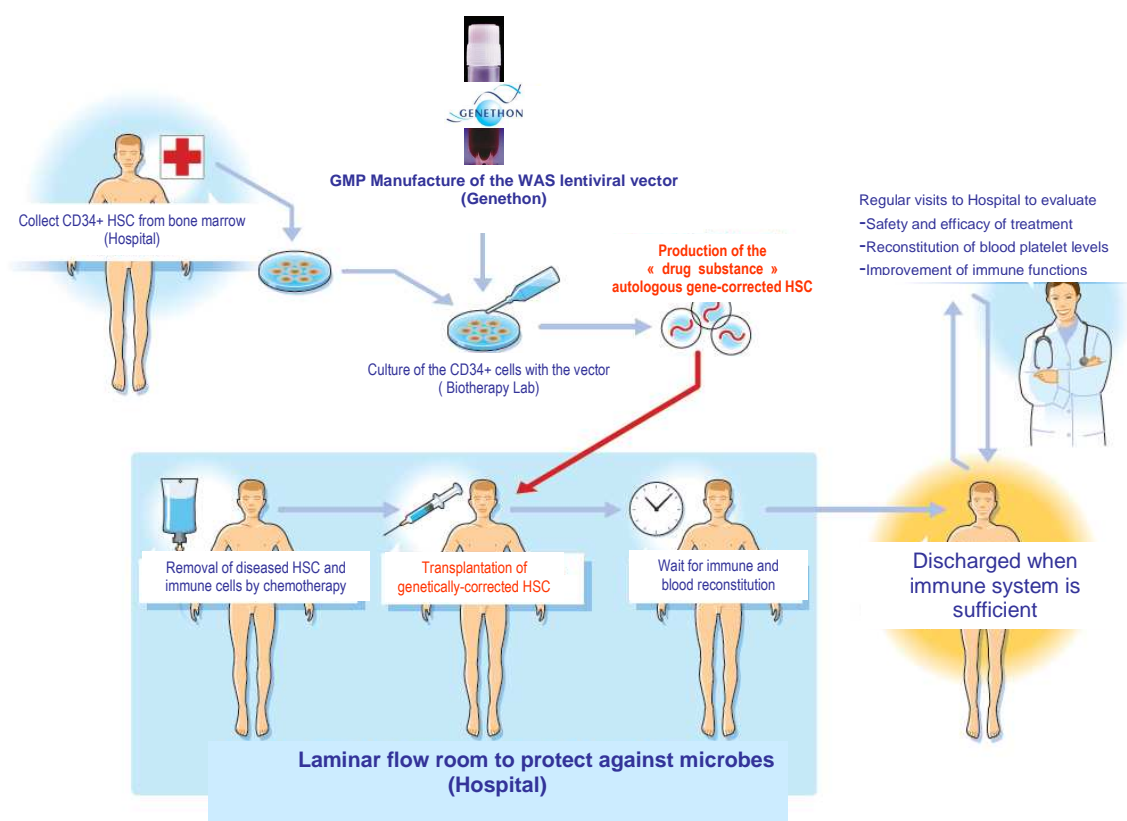 GENETHON
GMP Manufacture of the WAS lentiviral vector
(Genethon)
Collect CD34+ HSC from bone marrow
(Hospital)
Regular visits to Hospital to evaluate
-Safety and efficacy of treatment
-Reconstitution of blood platelet levels
-Improvement of immune functions
Production of the
« drug substance »
autologous gene-corrected HSC
Culture of the CD34+ cells with the vector
( Biotherapy Lab)
Removal of diseased HSC and
immune cells by chemotherapy
Transplantation of
genetically-corrected HSC
Wait for immune and
blood reconstitution
Discharged when
immune system is
sufficient
Laminar flow room to protect against microbes
(Hospital)